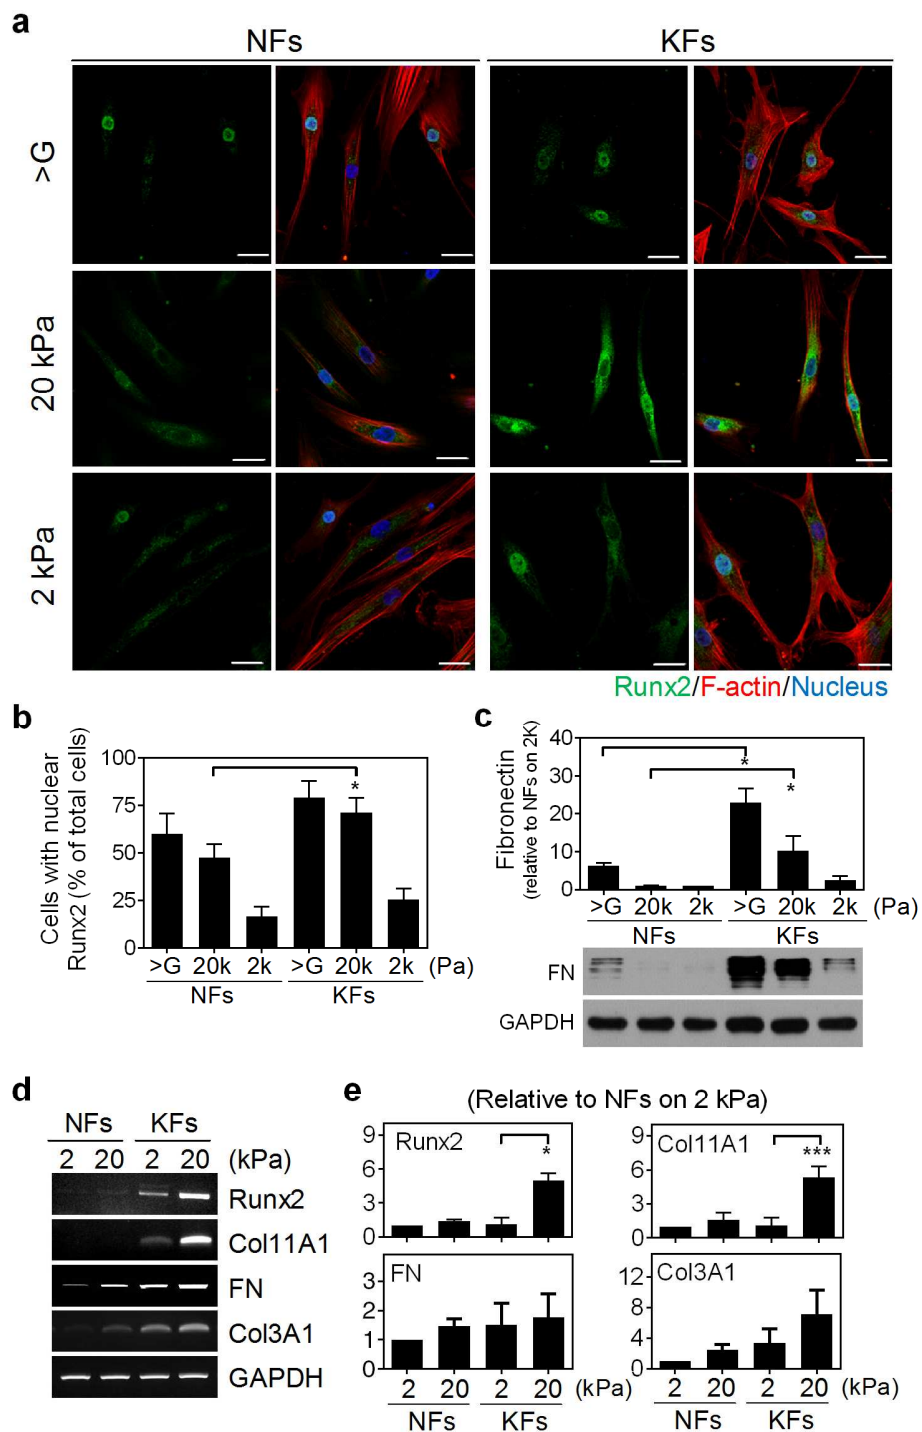 a
NFs KFs
>G
20 kPa
2 kPa
Runx2/F-actin/Nucleus
b
Cells with nuclear
Runx2 (% of total cells)
100
75
50
25
0
*
>G 20k 2k >G 20k 2k (Pa)
NFs KFs
c
Fibronectin
(relative to NFs on 2K)
40
30
20
10
0
*
*
>G 20k 2k >G 20k 2k (Pa)
NFs KFs
FN
GAPDH
d
NFs KFs
2 20 2 20 (kPa)
Runx2
Col11A1
FN
Col3A1
GAPDH
e
(Relative to NFs on 2 kPa)
Runx2
9
6
3
0
*
Col11A1
9
6
3
0
***
FN
3
2
1
0
2 20 2 20 (kPa)
NFs KFs
Col3A1
12
8
4
0
2 20 2 20 (kPa)
NFs KFs